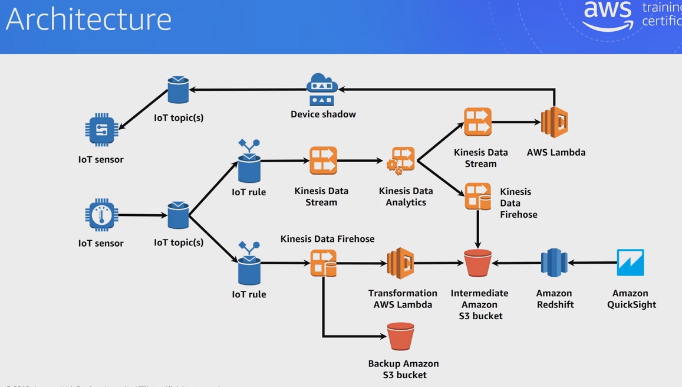 Architecture
aws
training
certific
IoT topic(s)
Device shadow
IoT sensor
Kinesis Data
Stream
AWS Lambda
IoT rule
Kinesis Data
Stream
Kinesis Data
Analytics
Kinesis
Data
Firehose
IoT sensor
IoT topic(s)
Kinesis Data Firehose
IoT rule
Transformation
AWS Lambda
Intermediate
Amazon
S3 bucket
Amazon
Redshift
Amazon
QuickSight
Backup Amazon
S3 bucket